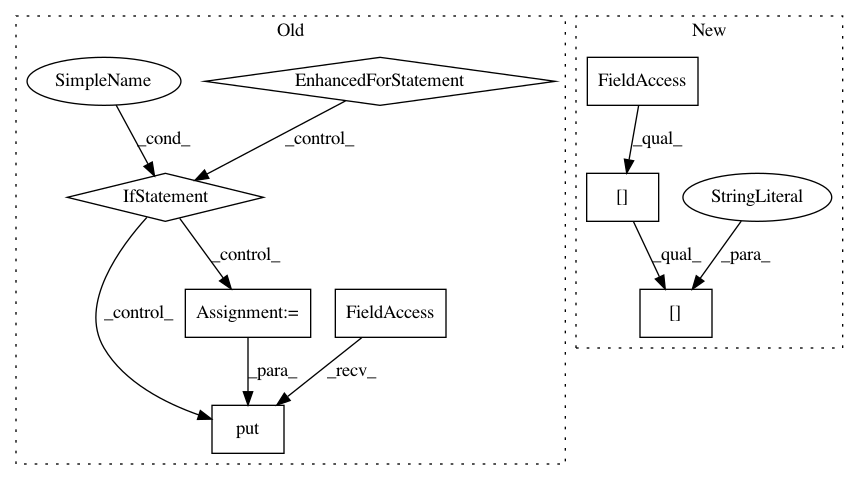 Old
New
SimpleName
EnhancedForStatement
FieldAccess
_cond_
_control_
_qual_
IfStatement
[]
StringLiteral
_control_
_qual_
_para_
_control_
Assignment:=
FieldAccess
[]
_para_
_recv_
put